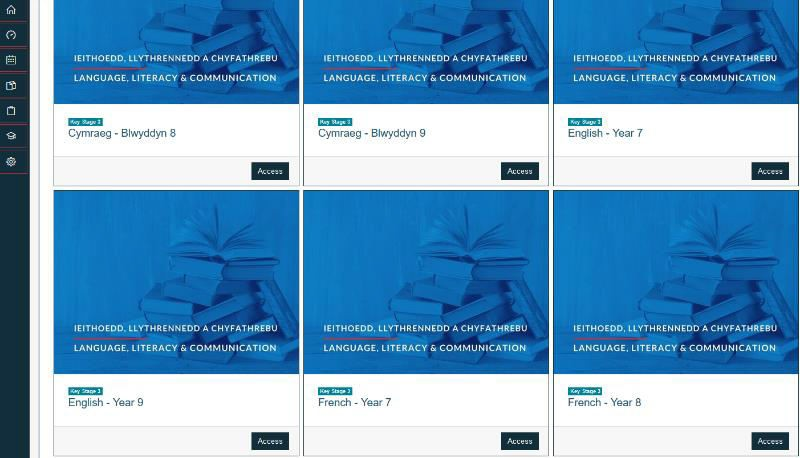 IEITHOEDD, LLYTHRENNEDD A CHYFATHREBU
LANGUAGE, LITERACY & COMMUNICATION
Key Stage 3
Cymraeg - Blwyddyn 8
Access
IEITHOEDD, LLYTHRENNEDD A CHYFATHREBU
LANGUAGE, LITERACY & COMMUNICATION
Key Stage 3
Cymraeg - Blwyddyn 9
Access
IEITHOEDD, LLYTHRENNEDD A CHYFATHREBU
LANGUAGE, LITERACY & COMMUNICATION
Key Stage 3
English - Year 7
Access
IEITHOEDD, LLYTHRENNEDD A CHYFATHREBU
LANGUAGE, LITERACY & COMMUNICATION
Key Stage 3
English - Year 9
Access
IEITHOEDD, LLYTHRENNEDD A CHYFATHREBU
LANGUAGE, LITERACY & COMMUNICATION
Key Stage 3
French - Year 7
Access
IEITHOEDD, LLYTHRENNEDD A CHYFATHREBU
LANGUAGE, LITERACY & COMMUNICATION
Key Stage 3
French - Year 8
Access